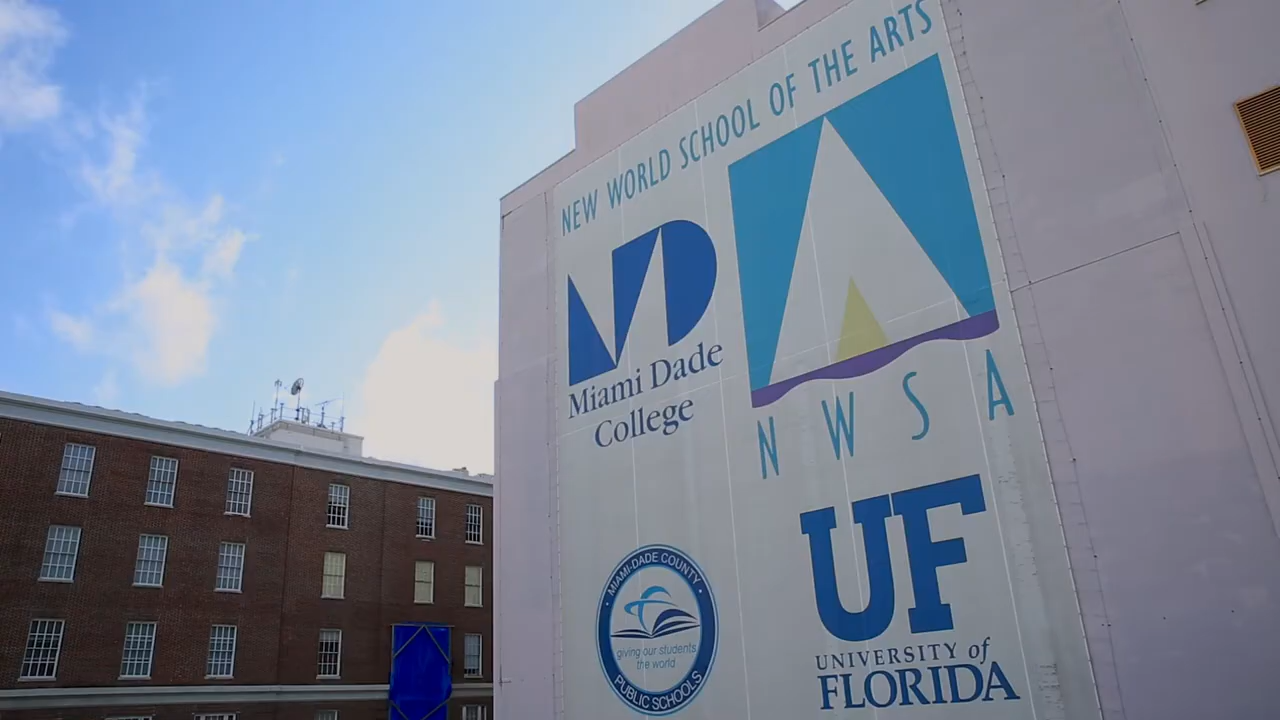 NEW WORLD SCHOOL OF THE ARTS
MD
Miami Dade
College
N W S A
UF
UNIVERSITY of
FLORIDA
MIAMI-DADE COUNTY
giving our students
the world
PUBLIC SCHOOLS